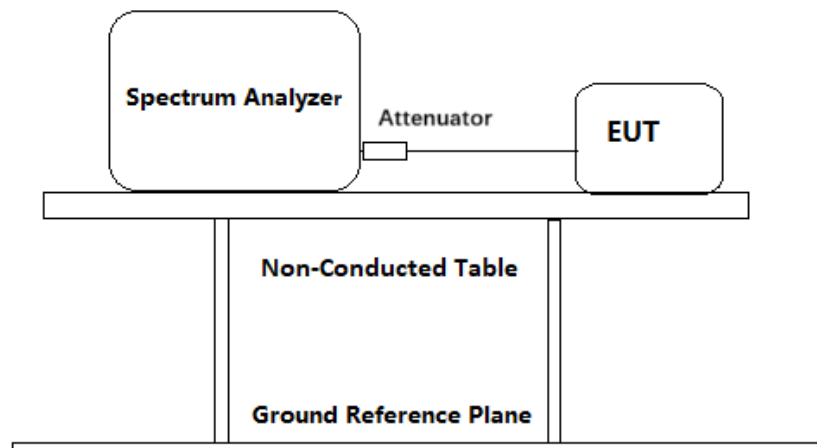 Spectrum Analyzer
Attenuator
EUT
Non-Conducted Table
Ground Reference Plane